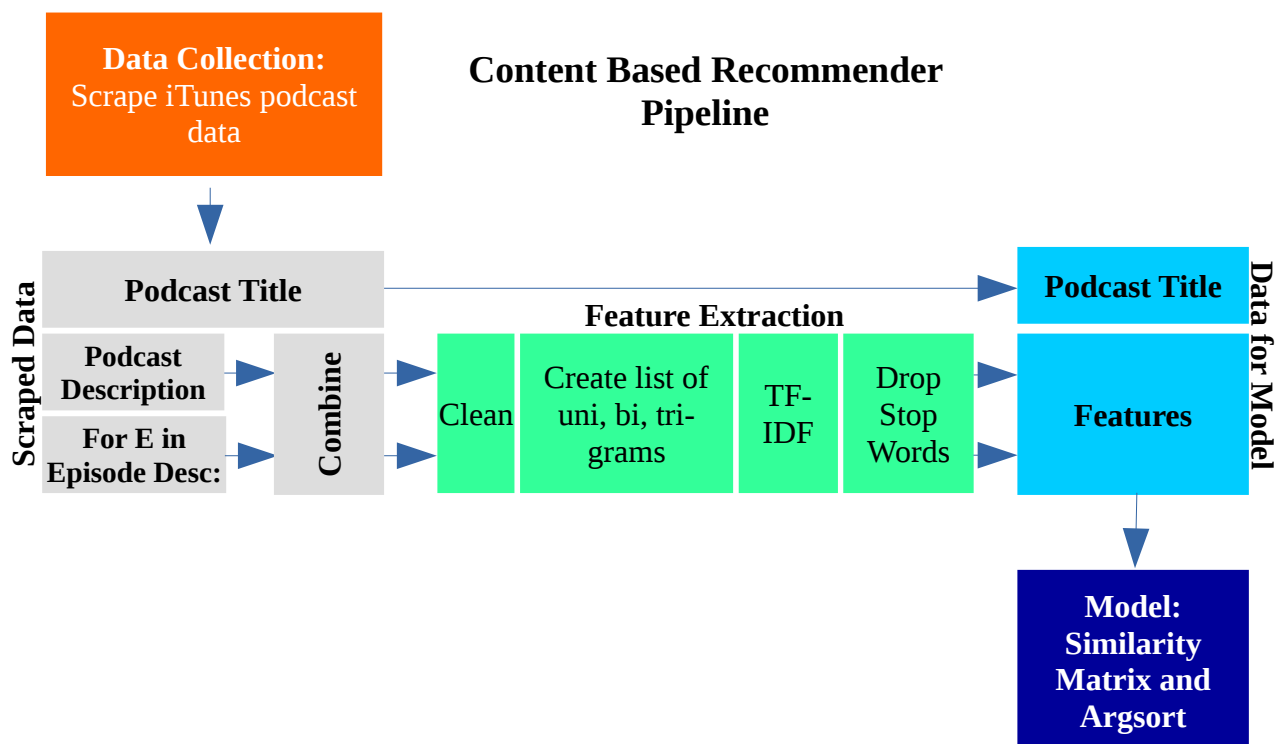 Data Collection:
Scrape iTunes podcast
data
Content Based Recommender
Pipeline
Scraped Data
Podcast Title
Podcast
Description
For E in
Episode Desc:
Combine
Feature Extraction
Clean
Create list of
uni, bi, tri-
grams
TF-
IDF
Drop
Stop
Words
Podcast Title
Features
Data for Model
Model:
Similarity
Matrix and
Argsort